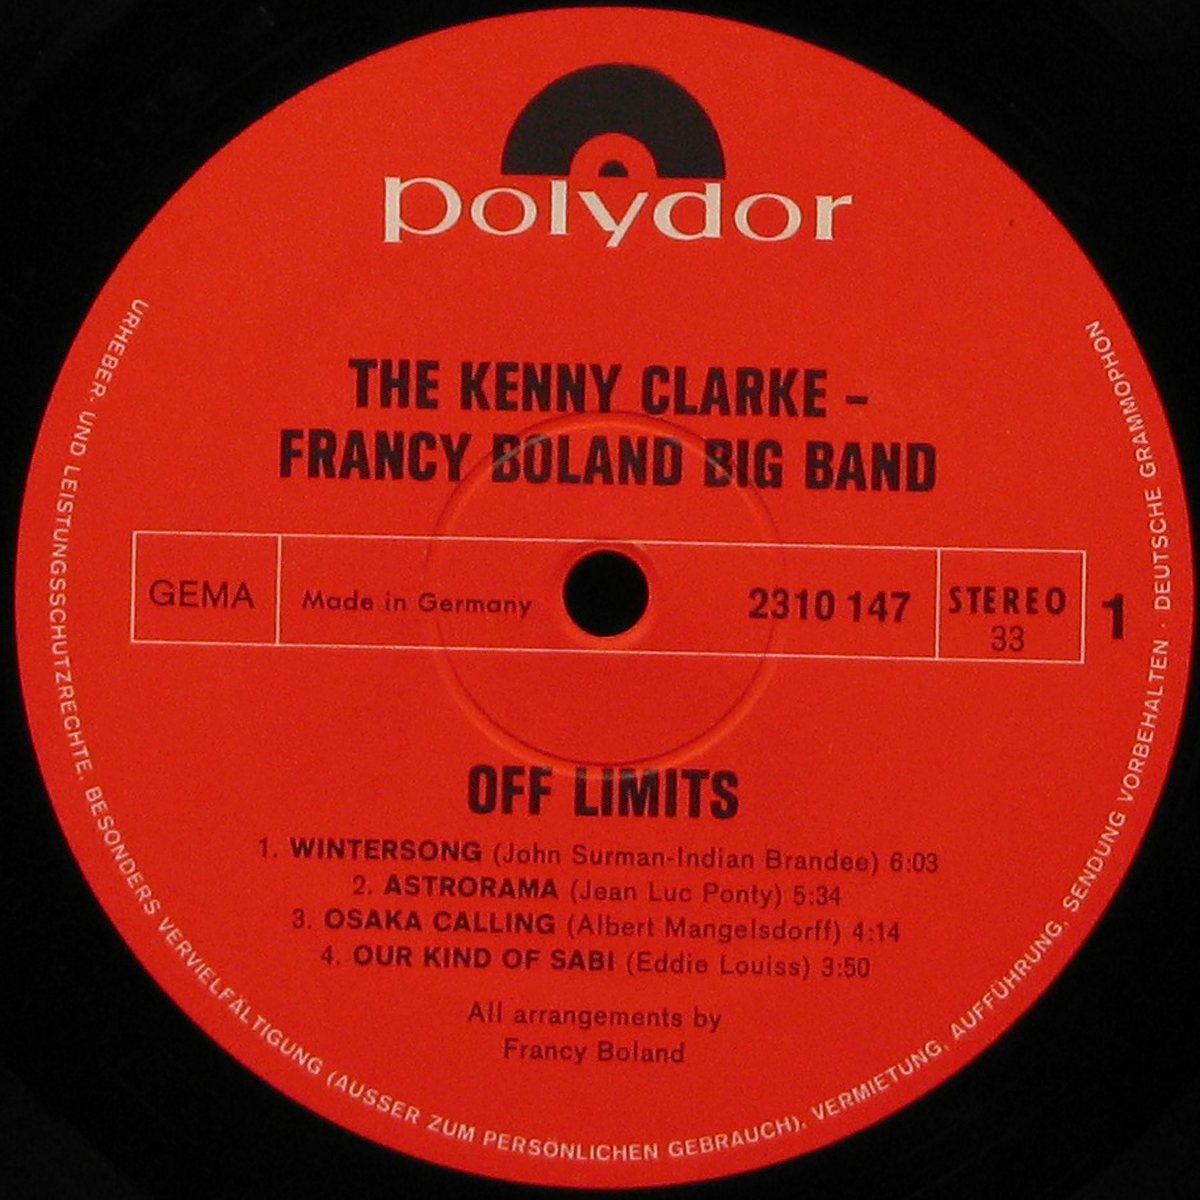 polydor
THE KENNY CLARKE –
FRANCY BOLAND BIG BAND
GEMA
Made in Germany
2310 147
STEREO
33
1
OFF LIMITS
1. WINTERSONG (John Surman-Indian Brandee) 6:03
2. ASTRORAMA (Jean Luc Ponty) 5:34
3. OSAKA CALLING (Albert Mangelsdorff) 4:14
4. OUR KIND OF SABI (Eddie Louiss) 3:50
All arrangements by
Francy Boland
URHEBER- UND LEISTUNGSSCHUTZRECHTE, BESONDERS VERVIELFÄLTIGUNG (AUSSER ZUM PERSÖNLICHEN GEBRAUCH), VERMIETUNG, AUFFÜHRUNG, SENDUNG VORBEHALTEN · DEUTSCHE GRAMMOPHON